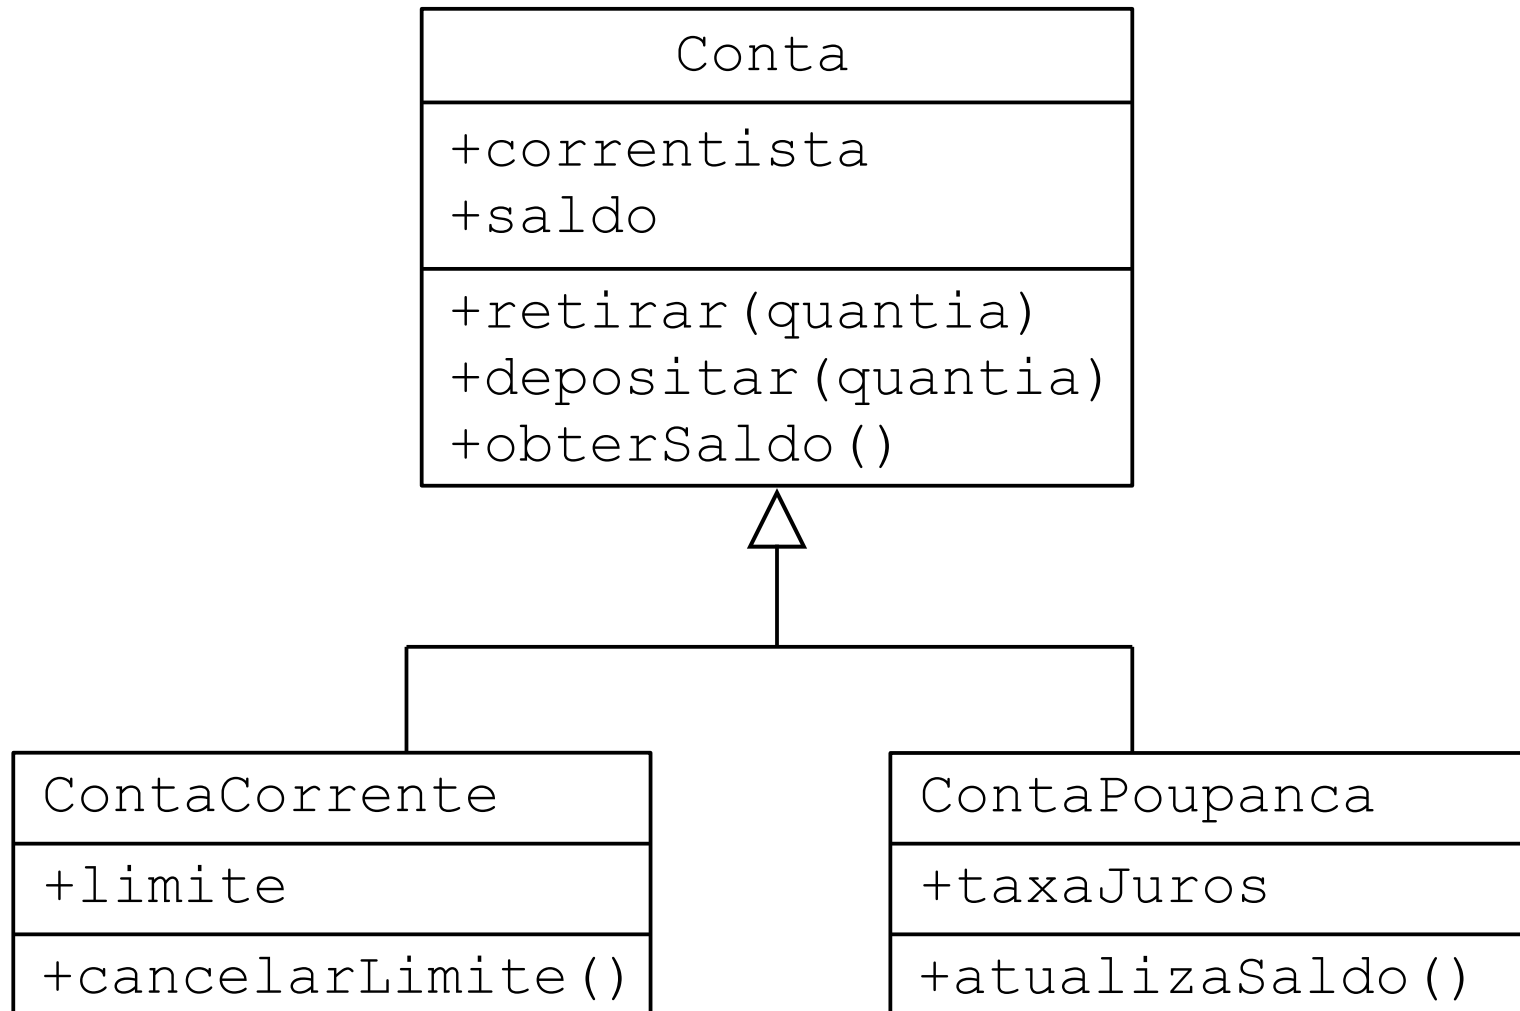 Conta
+correntista
+saldo
+retirar(quantia)
+depositar(quantia)
+obterSaldo()
ContaCorrente
+limite
+cancelarLimite()
ContaPoupanca
+taxaJuros
+atualizaSaldo()